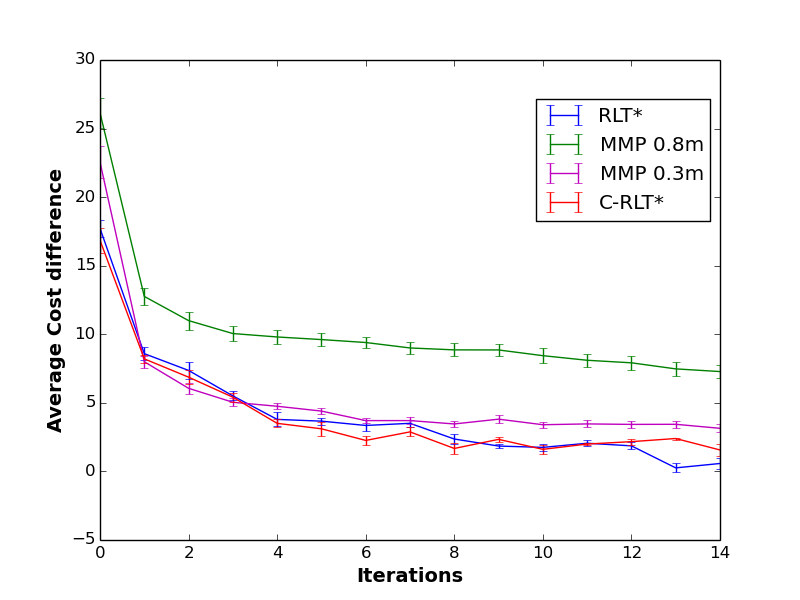 30
25
20
15
10
5
0
−5
Average Cost difference
0 2 4 6 8 10 12 14
Iterations
RLT*
MMP 0.8m
MMP 0.3m
C-RLT*